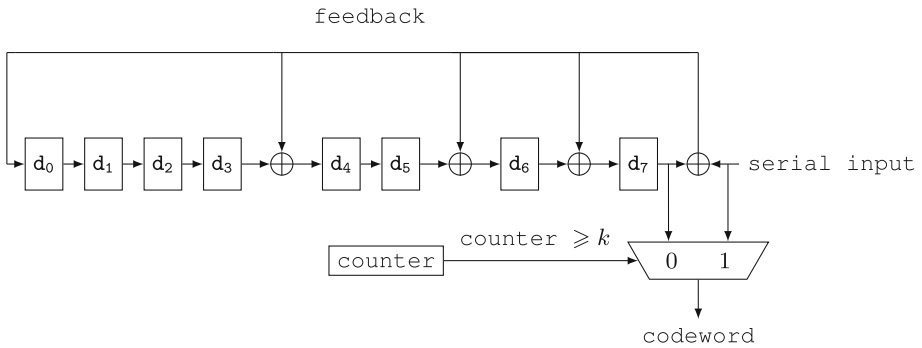 feedback
d₀ d₁ d₂ d₃ d₄ d₅ d₆ d₇ serial input
counter ⩾ k
counter 0 1
codeword